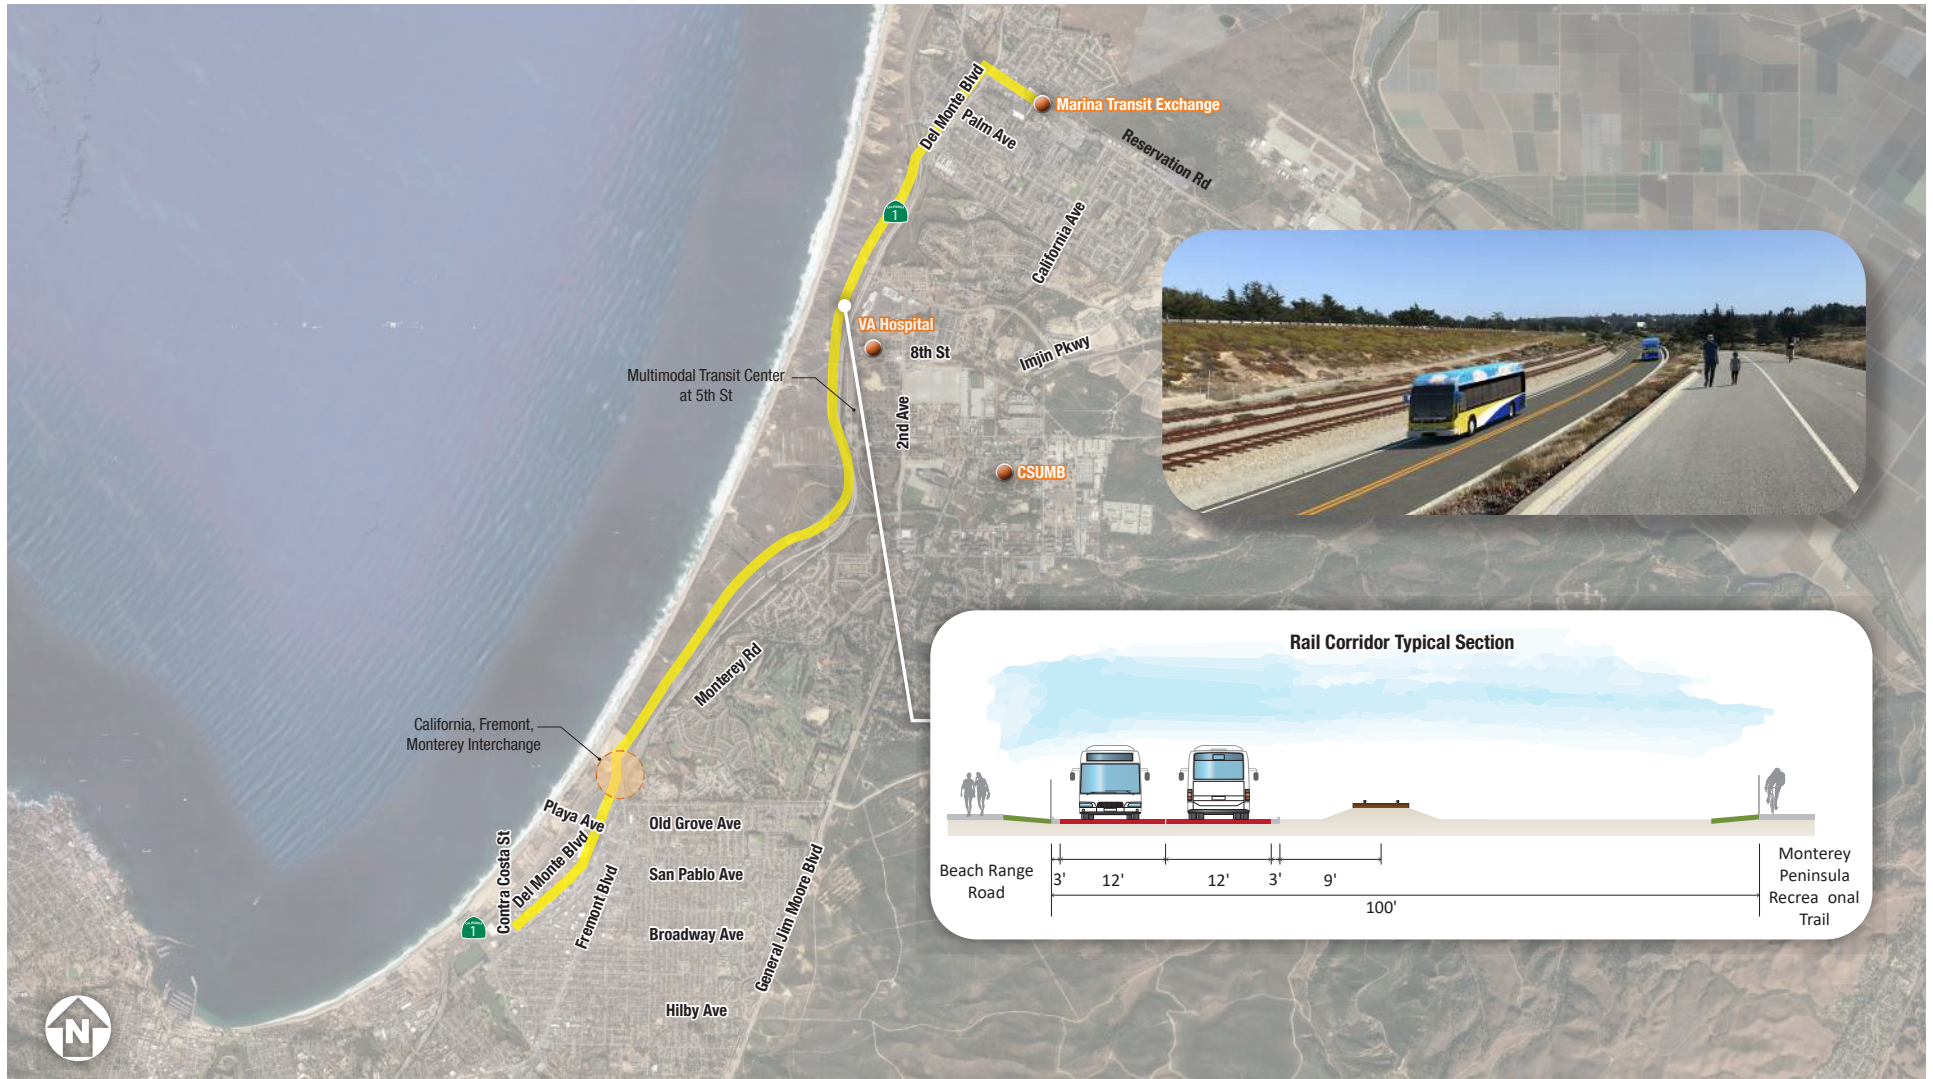 Del Monte Blvd
Marina Transit Exchange
Palm Ave
Reservation Rd
CALIFORNIA
1
California Ave
VA Hospital
8th St
Imjin Pkwy
Multimodal Transit Center
at 5th St
2nd Ave
CSUMB
Monterey Rd
California, Fremont,
Monterey Interchange
Playa Ave
Old Grove Ave
Contra Costa St
Del Monte Blvd
San Pablo Ave
Fremont Blvd
General Jim Moore Blvd
CALIFORNIA
1
Broadway Ave
Hilby Ave
N
Rail Corridor Typical Section
Beach Range
Road
3' 12' 12' 3' 9'
100'
Monterey
Peninsula
Recrea onal
Trail